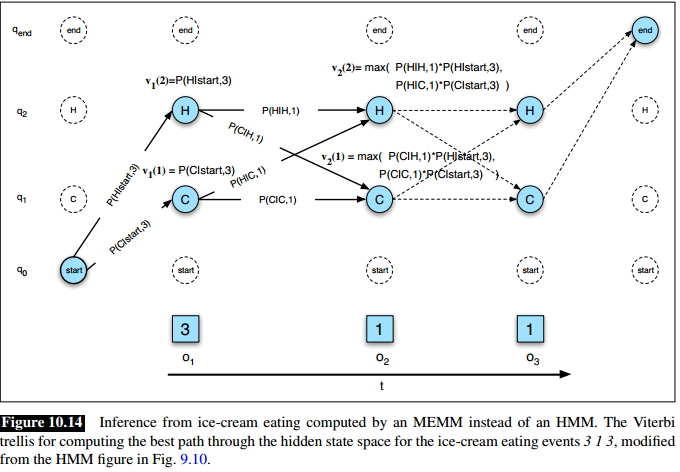 q_end end end end end end
v_1(2)=P(H|start,3)
v_2(2)= max( P(H|H,1)*P(H|start,3),
P(H|C,1)*P(C|start,3) )
q_2 H H P(H|H,1) H H H
P(C|H,1)
v_1(1) = P(C|start,3)
v_2(1) = max( P(C|H,1)*P(H|start,3),
P(C|C,1)*P(C|start,3) )
P(H|start,3)
P(H|C,1)
q_1 C C P(C|C,1) C C C
P(C|start,3)
q_0 start start start start start
3 1 1
o_1 o_2 o_3
t
Figure 10.14 Inference from ice-cream eating computed by an MEMM instead of an HMM. The Viterbi
trellis for computing the best path through the hidden state space for the ice-cream eating events 3 1 3, modified
from the HMM figure in Fig. 9.10.